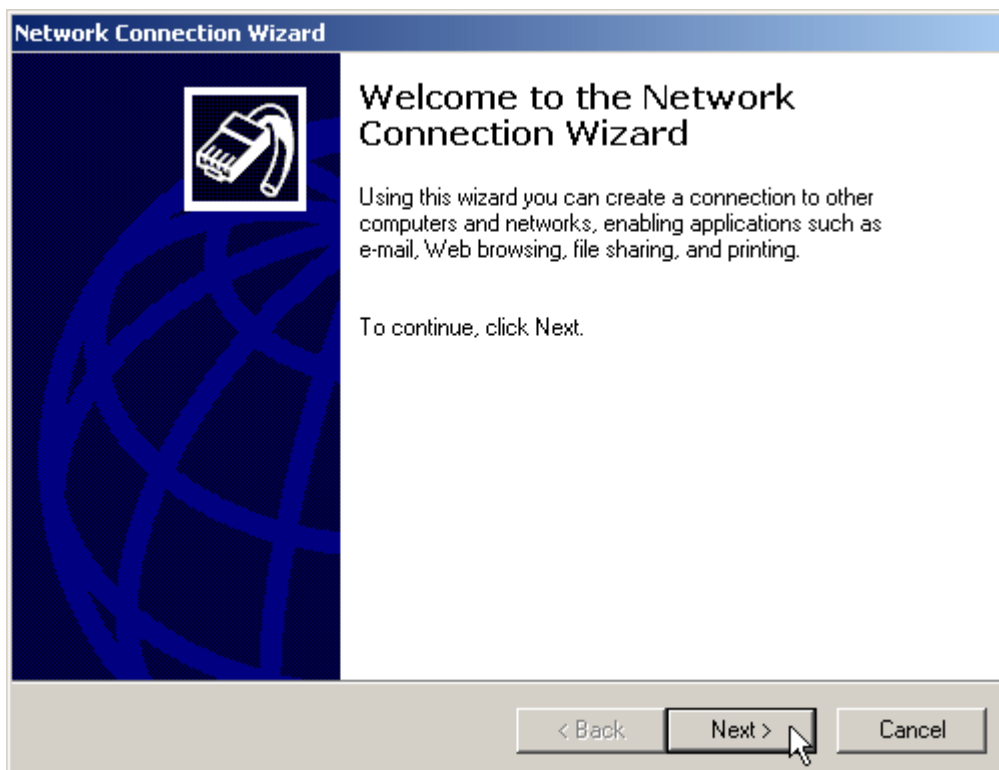 Network Connection Wizard
Welcome to the Network
Connection Wizard
Using this wizard you can create a connection to other
computers and networks, enabling applications such as
e-mail, Web browsing, file sharing, and printing.
To continue, click Next.
< Back Next > Cancel